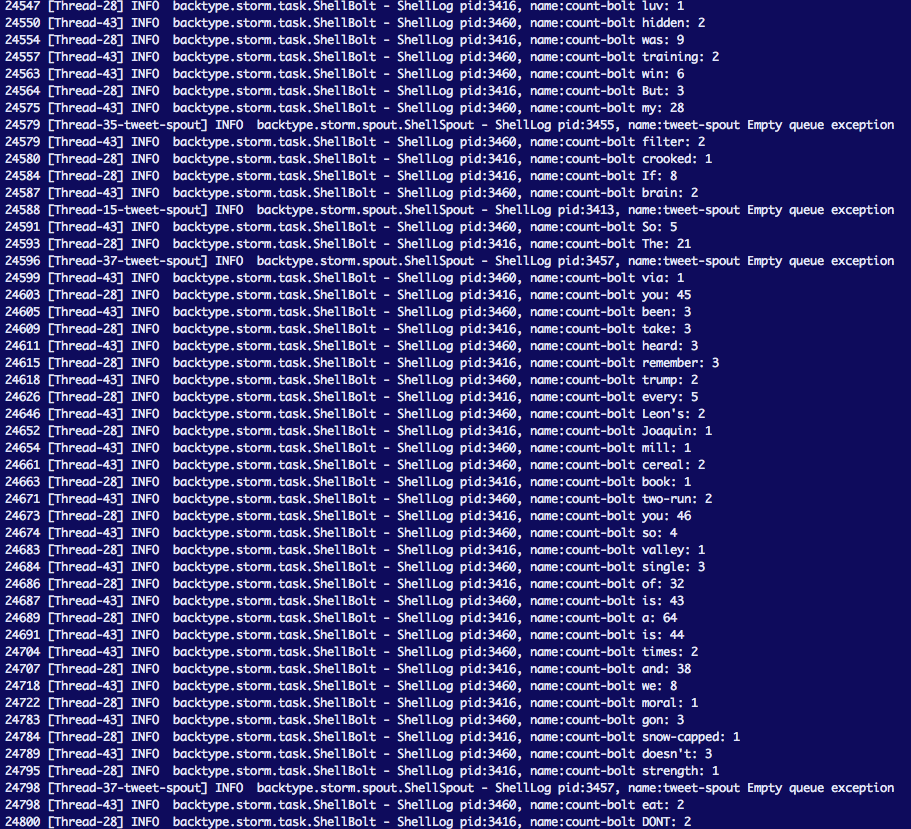 24547 [Thread-28] INFO  backtype.storm.task.ShellBolt - ShellLog pid:3416, name:count-bolt luv: 1
24550 [Thread-43] INFO  backtype.storm.task.ShellBolt - ShellLog pid:3460, name:count-bolt hidden: 2
24554 [Thread-28] INFO  backtype.storm.task.ShellBolt - ShellLog pid:3416, name:count-bolt was: 9
24557 [Thread-43] INFO  backtype.storm.task.ShellBolt - ShellLog pid:3460, name:count-bolt training: 2
24563 [Thread-43] INFO  backtype.storm.task.ShellBolt - ShellLog pid:3460, name:count-bolt win: 6
24564 [Thread-28] INFO  backtype.storm.task.ShellBolt - ShellLog pid:3416, name:count-bolt But: 3
24575 [Thread-43] INFO  backtype.storm.task.ShellBolt - ShellLog pid:3460, name:count-bolt my: 28
24579 [Thread-35-tweet-spout] INFO  backtype.storm.spout.ShellSpout - ShellLog pid:3455, name:tweet-spout Empty queue exception
24579 [Thread-43] INFO  backtype.storm.task.ShellBolt - ShellLog pid:3460, name:count-bolt filter: 2
24580 [Thread-28] INFO  backtype.storm.task.ShellBolt - ShellLog pid:3416, name:count-bolt crooked: 1
24584 [Thread-28] INFO  backtype.storm.task.ShellBolt - ShellLog pid:3416, name:count-bolt If: 8
24587 [Thread-43] INFO  backtype.storm.task.ShellBolt - ShellLog pid:3460, name:count-bolt brain: 2
24588 [Thread-15-tweet-spout] INFO  backtype.storm.spout.ShellSpout - ShellLog pid:3413, name:tweet-spout Empty queue exception
24591 [Thread-43] INFO  backtype.storm.task.ShellBolt - ShellLog pid:3460, name:count-bolt So: 5
24593 [Thread-28] INFO  backtype.storm.task.ShellBolt - ShellLog pid:3416, name:count-bolt The: 21
24596 [Thread-37-tweet-spout] INFO  backtype.storm.spout.ShellSpout - ShellLog pid:3457, name:tweet-spout Empty queue exception
24599 [Thread-43] INFO  backtype.storm.task.ShellBolt - ShellLog pid:3460, name:count-bolt via: 1
24603 [Thread-28] INFO  backtype.storm.task.ShellBolt - ShellLog pid:3416, name:count-bolt you: 45
24605 [Thread-43] INFO  backtype.storm.task.ShellBolt - ShellLog pid:3460, name:count-bolt been: 3
24609 [Thread-28] INFO  backtype.storm.task.ShellBolt - ShellLog pid:3416, name:count-bolt take: 3
24611 [Thread-43] INFO  backtype.storm.task.ShellBolt - ShellLog pid:3460, name:count-bolt heard: 3
24615 [Thread-28] INFO  backtype.storm.task.ShellBolt - ShellLog pid:3416, name:count-bolt remember: 3
24618 [Thread-43] INFO  backtype.storm.task.ShellBolt - ShellLog pid:3460, name:count-bolt trump: 2
24626 [Thread-28] INFO  backtype.storm.task.ShellBolt - ShellLog pid:3416, name:count-bolt every: 5
24646 [Thread-43] INFO  backtype.storm.task.ShellBolt - ShellLog pid:3460, name:count-bolt Leon's: 2
24652 [Thread-28] INFO  backtype.storm.task.ShellBolt - ShellLog pid:3416, name:count-bolt Joaquin: 1
24654 [Thread-43] INFO  backtype.storm.task.ShellBolt - ShellLog pid:3460, name:count-bolt mill: 1
24661 [Thread-43] INFO  backtype.storm.task.ShellBolt - ShellLog pid:3460, name:count-bolt cereal: 2
24663 [Thread-28] INFO  backtype.storm.task.ShellBolt - ShellLog pid:3416, name:count-bolt book: 1
24671 [Thread-43] INFO  backtype.storm.task.ShellBolt - ShellLog pid:3460, name:count-bolt two-run: 2
24673 [Thread-28] INFO  backtype.storm.task.ShellBolt - ShellLog pid:3416, name:count-bolt you: 46
24674 [Thread-43] INFO  backtype.storm.task.ShellBolt - ShellLog pid:3460, name:count-bolt so: 4
24683 [Thread-28] INFO  backtype.storm.task.ShellBolt - ShellLog pid:3416, name:count-bolt valley: 1
24684 [Thread-43] INFO  backtype.storm.task.ShellBolt - ShellLog pid:3460, name:count-bolt single: 3
24686 [Thread-28] INFO  backtype.storm.task.ShellBolt - ShellLog pid:3416, name:count-bolt of: 32
24687 [Thread-43] INFO  backtype.storm.task.ShellBolt - ShellLog pid:3460, name:count-bolt is: 43
24689 [Thread-28] INFO  backtype.storm.task.ShellBolt - ShellLog pid:3416, name:count-bolt a: 64
24691 [Thread-43] INFO  backtype.storm.task.ShellBolt - ShellLog pid:3460, name:count-bolt is: 44
24704 [Thread-43] INFO  backtype.storm.task.ShellBolt - ShellLog pid:3460, name:count-bolt times: 2
24707 [Thread-28] INFO  backtype.storm.task.ShellBolt - ShellLog pid:3416, name:count-bolt and: 38
24718 [Thread-43] INFO  backtype.storm.task.ShellBolt - ShellLog pid:3460, name:count-bolt we: 8
24722 [Thread-28] INFO  backtype.storm.task.ShellBolt - ShellLog pid:3416, name:count-bolt moral: 1
24783 [Thread-43] INFO  backtype.storm.task.ShellBolt - ShellLog pid:3460, name:count-bolt gon: 3
24784 [Thread-28] INFO  backtype.storm.task.ShellBolt - ShellLog pid:3416, name:count-bolt snow-capped: 1
24789 [Thread-43] INFO  backtype.storm.task.ShellBolt - ShellLog pid:3460, name:count-bolt doesn't: 3
24795 [Thread-28] INFO  backtype.storm.task.ShellBolt - ShellLog pid:3416, name:count-bolt strength: 1
24798 [Thread-37-tweet-spout] INFO  backtype.storm.spout.ShellSpout - ShellLog pid:3457, name:tweet-spout Empty queue exception
24798 [Thread-43] INFO  backtype.storm.task.ShellBolt - ShellLog pid:3460, name:count-bolt eat: 2
24800 [Thread-28] INFO  backtype.storm.task.ShellBolt - ShellLog pid:3416, name:count-bolt DONT: 2